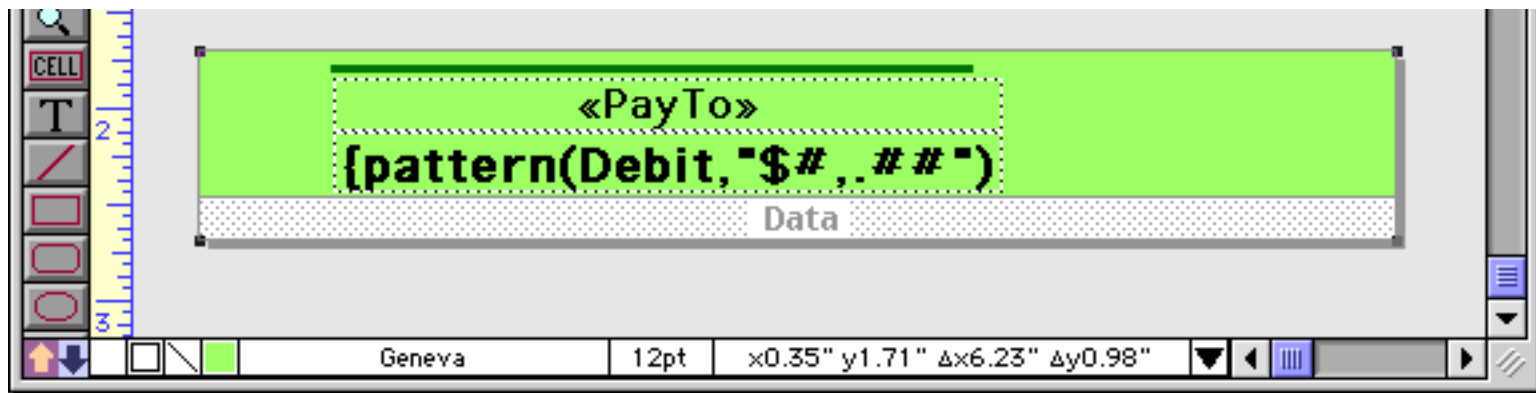 CELL
T
2
«PayTo»
{pattern(Debit,"$#,.##")
Data
3
Geneva 12pt x0.35" y1.71" Δx6.23" Δy0.98"